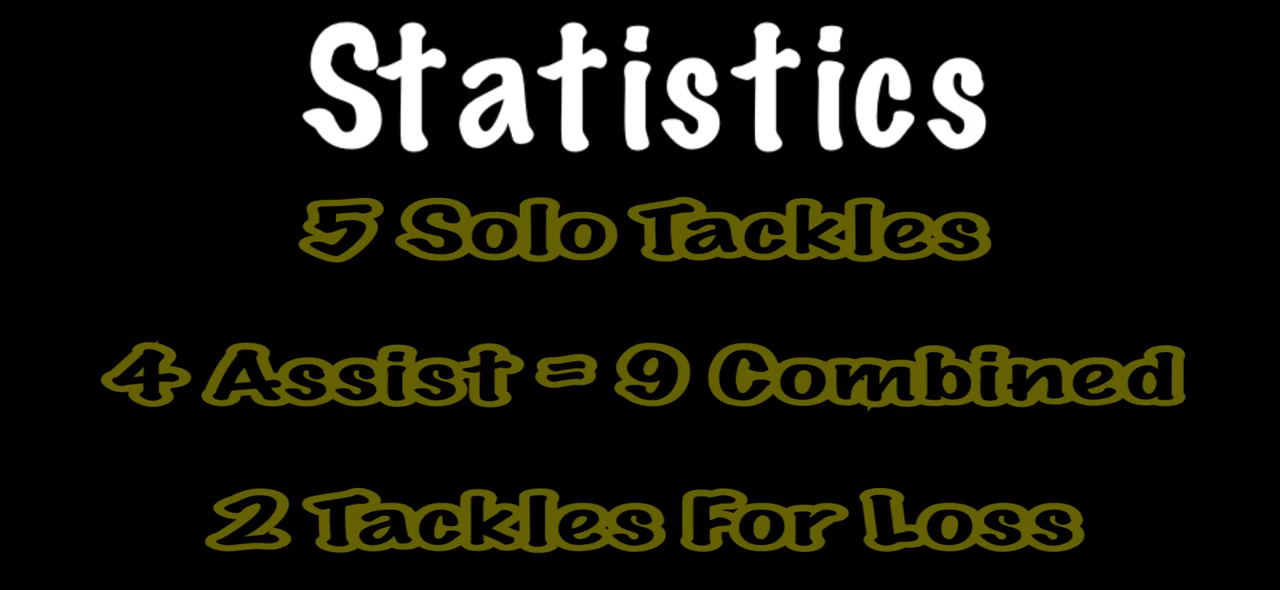 Statistics
5 Solo Tackles
4 Assist = 9 Combined
2 Tackles For Loss